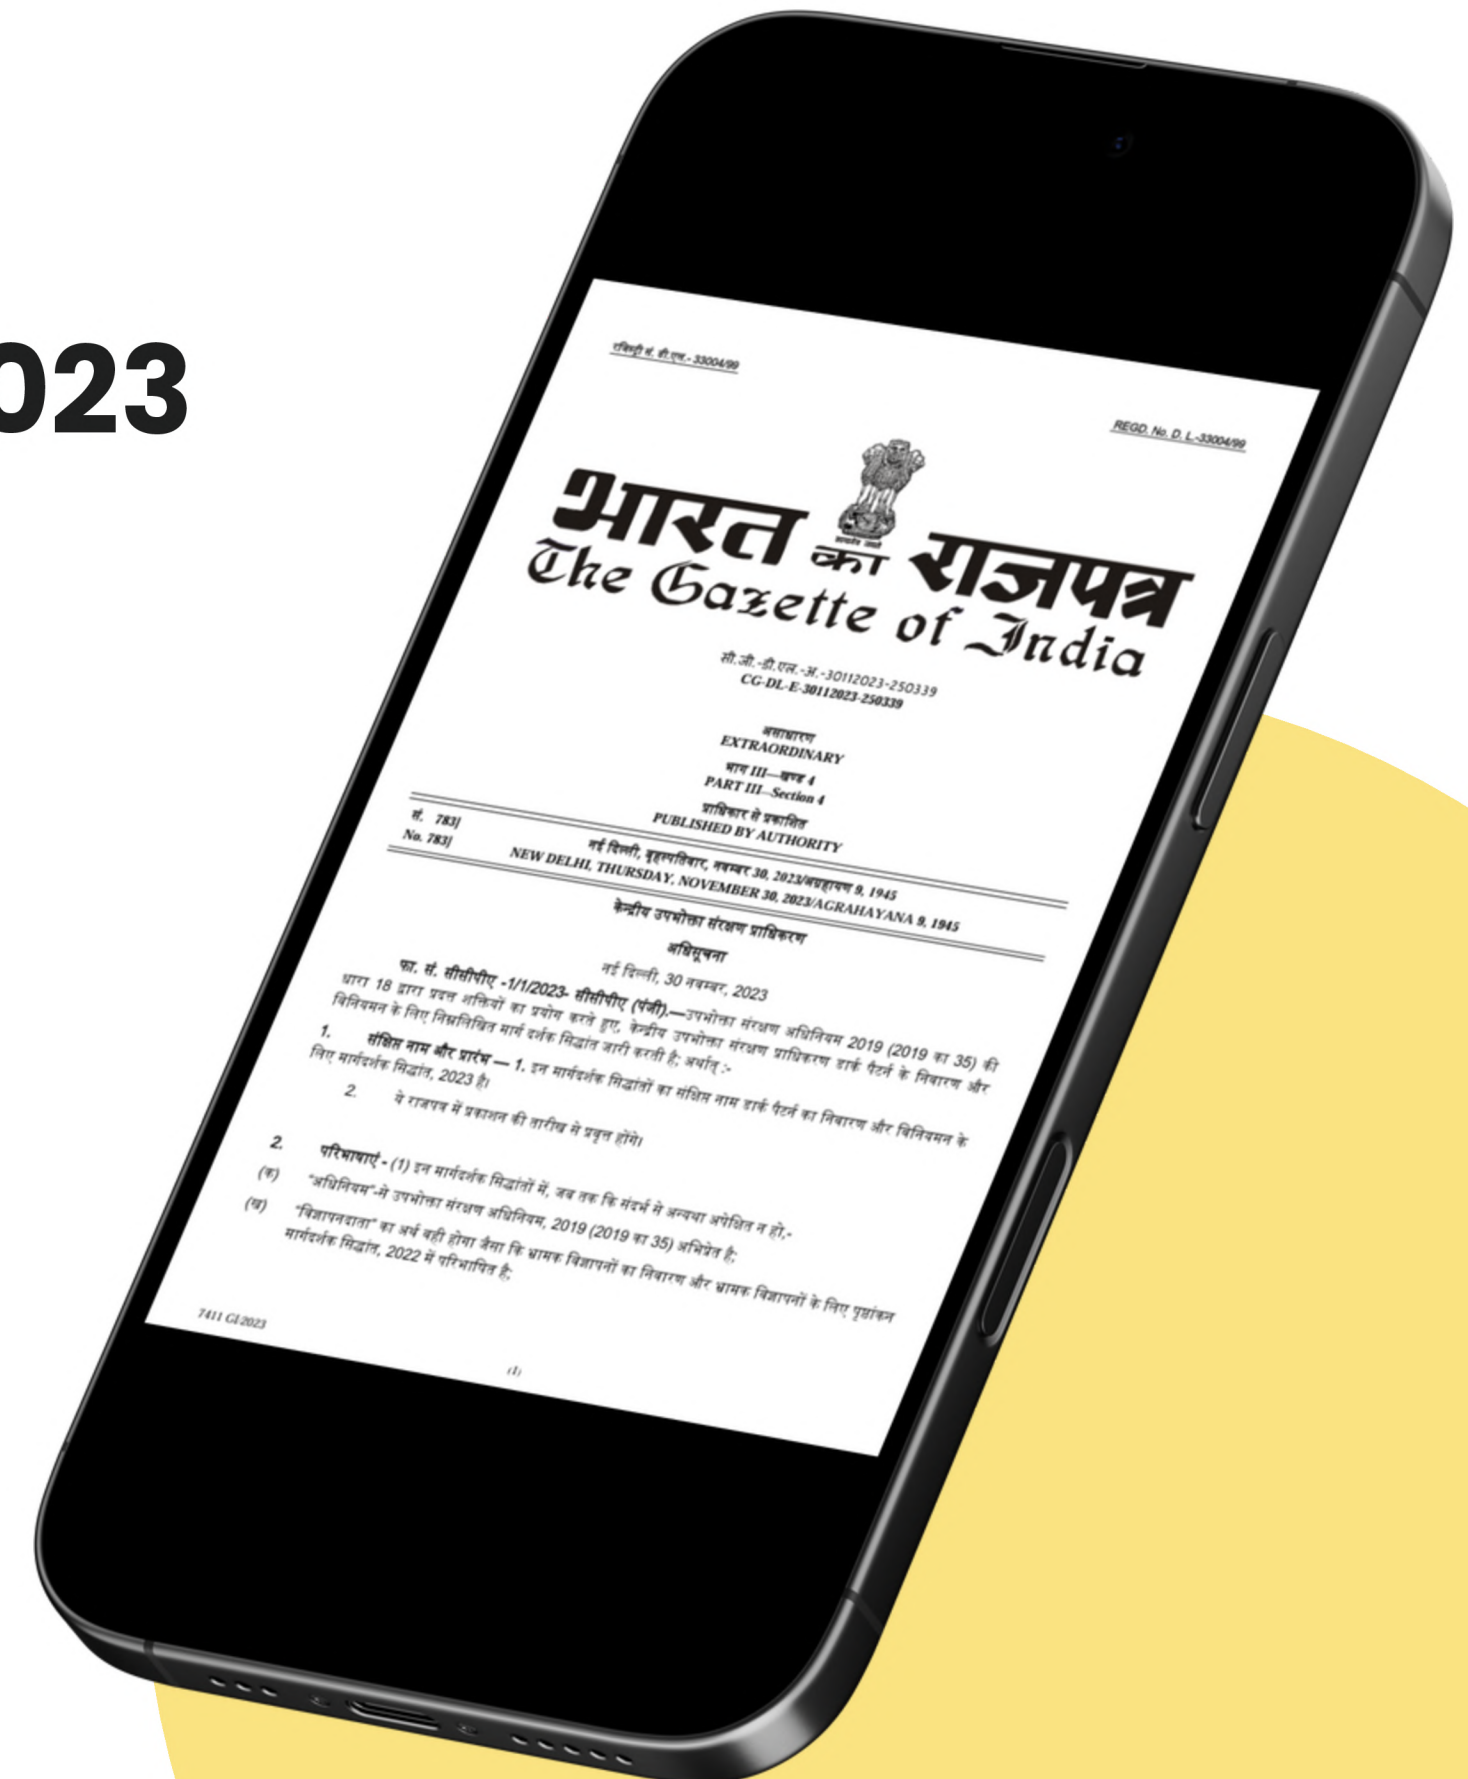 023
रजिस्ट्री सं. डी.एल.- 33004/99
REGD. No. D. L.-33004/99
भारत का राजपत्र
सत्यमेव जयते
The Gazette of India
सी.जी.-डी.एल.-अ.-30112023-250339
CG-DL-E-30112023-250339
असाधारण
EXTRAORDINARY
भाग III—खण्ड 4
PART III—Section 4
प्राधिकार से प्रकाशित
PUBLISHED BY AUTHORITY
सं. 783]
नई दिल्ली, बृहस्पतिवार, नवम्बर 30, 2023/अग्रहायण 9, 1945
No. 783]
NEW DELHI, THURSDAY, NOVEMBER 30, 2023/AGRAHAYANA 9, 1945
केन्द्रीय उपभोक्ता संरक्षण प्राधिकरण
अधिसूचना
नई दिल्ली, 30 नवम्बर, 2023
फा. सं. सीसीपीए -1/1/2023- सीसीपीए (पंजी).—उपभोक्ता संरक्षण अधिनियम 2019 (2019 का 35) की
धारा 18 द्वारा प्रदत्त शक्तियों का प्रयोग करते हुए, केन्द्रीय उपभोक्ता संरक्षण प्राधिकरण डार्क पैटर्न के निवारण और
विनियमन के लिए निम्नलिखित मार्ग दर्शक सिद्धांत जारी करती है; अर्थात् :-
1. संक्षिप्त नाम और प्रारंभ — 1. इन मार्गदर्शक सिद्धांतों का संक्षिप्त नाम डार्क पैटर्न का निवारण और विनियमन के
लिए मार्गदर्शक सिद्धांत, 2023 है।
2. ये राजपत्र में प्रकाशन की तारीख से प्रवृत्त होंगे।
2. परिभाषाएं - (1) इन मार्गदर्शक सिद्धांतों में, जब तक कि संदर्भ से अन्यथा अपेक्षित न हो,-
(क) "अधिनियम"-से उपभोक्ता संरक्षण अधिनियम, 2019 (2019 का 35) अभिप्रेत है;
(ख) "विज्ञापनदाता" का अर्थ वही होगा जैसा कि भ्रामक विज्ञापनों का निवारण और भ्रामक विज्ञापनों के लिए पृष्ठांकन
मार्गदर्शक सिद्धांत, 2022 में परिभाषित है;
7411 GI/2023
(1)